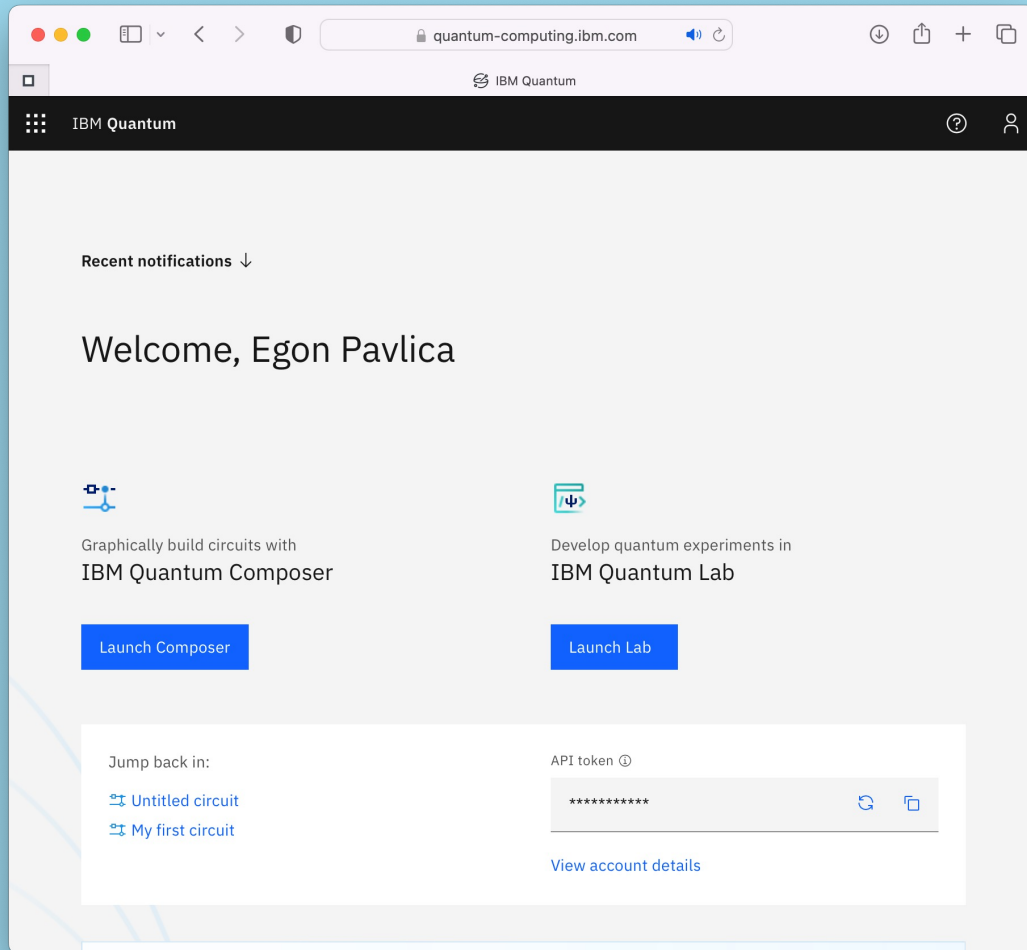 quantum-computing.ibm.com
IBM Quantum
IBM Quantum
Recent notifications
Welcome, Egon Pavlica
Graphically build circuits with
IBM Quantum Composer
Launch Composer
Develop quantum experiments in
IBM Quantum Lab
Launch Lab
Jump back in:
Untitled circuit
My first circuit
API token
***********
View account details